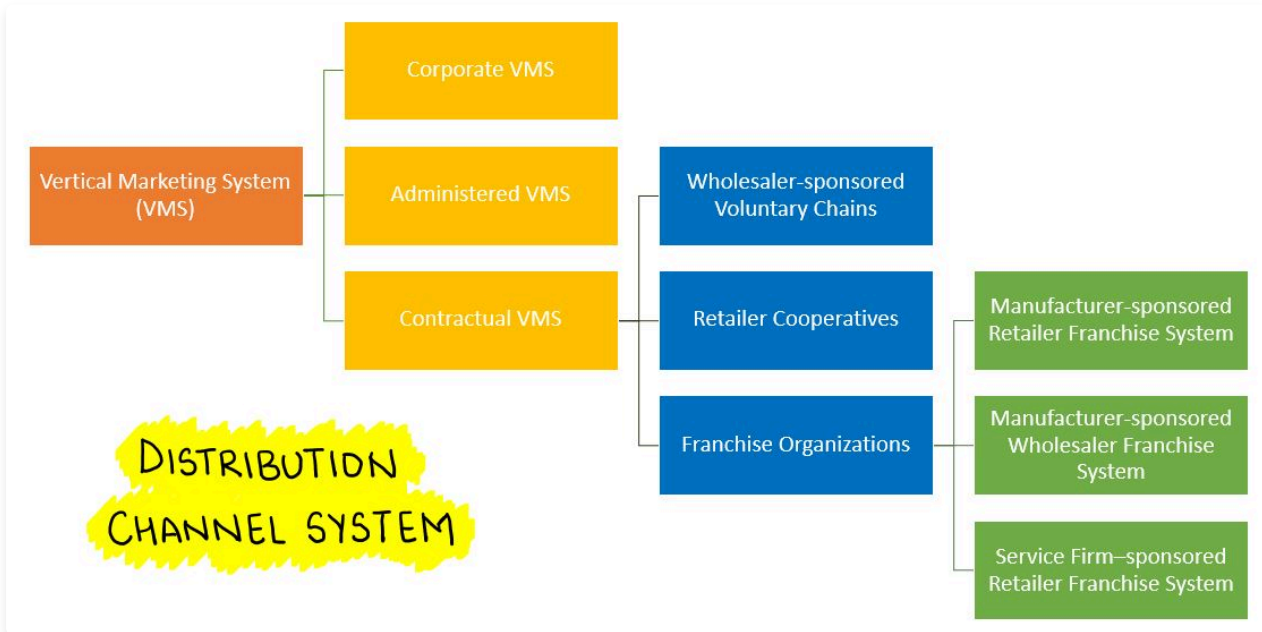 Corporate VMS
Vertical Marketing System
(VMS)
Administered VMS
Wholesaler-sponsored
Voluntary Chains
Contractual VMS
Retailer Cooperatives
Manufacturer-sponsored
Retailer Franchise System
Franchise Organizations
Manufacturer-sponsored
Wholesaler Franchise
System
Service Firm–sponsored
Retailer Franchise System
DISTRIBUTION
CHANNEL SYSTEM